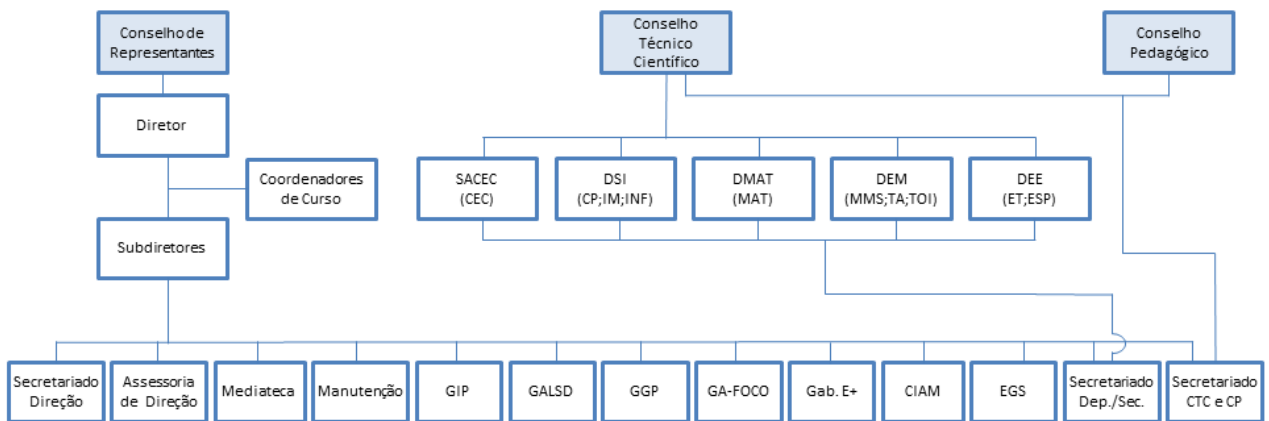 Conselho de
Representantes
Conselho
Técnico
Científico
Conselho
Pedagógico
Diretor
Coordenadores
de Curso
SACEC
(CEC)
DSI
(CP;IM;INF)
DMAT
(MAT)
DEM
(MMS;TA;TOI)
DEE
(ET;ESP)
Subdiretores
Secretariado
Direção
Assessoria
de Direção
Mediateca
Manutenção
GIP
GALSD
GGP
GA-FOCO
Gab. E+
CIAM
EGS
Secretariado
Dep./Sec.
Secretariado
CTC e CP